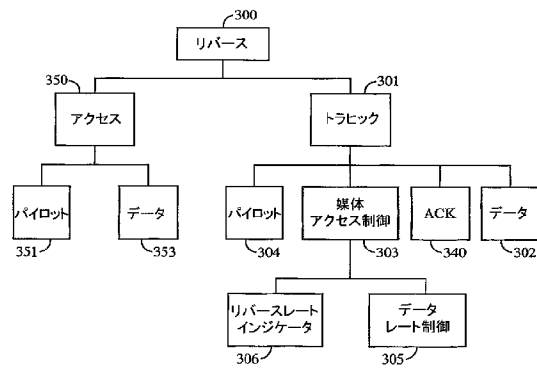 300
リバース
350
アクセス
301
トラヒック
パイロット
351
データ
353
パイロット
304
媒体
アクセス制御
303
ACK
340
データ
302
リバースレート
インジケータ
306
データ
レート制御
305